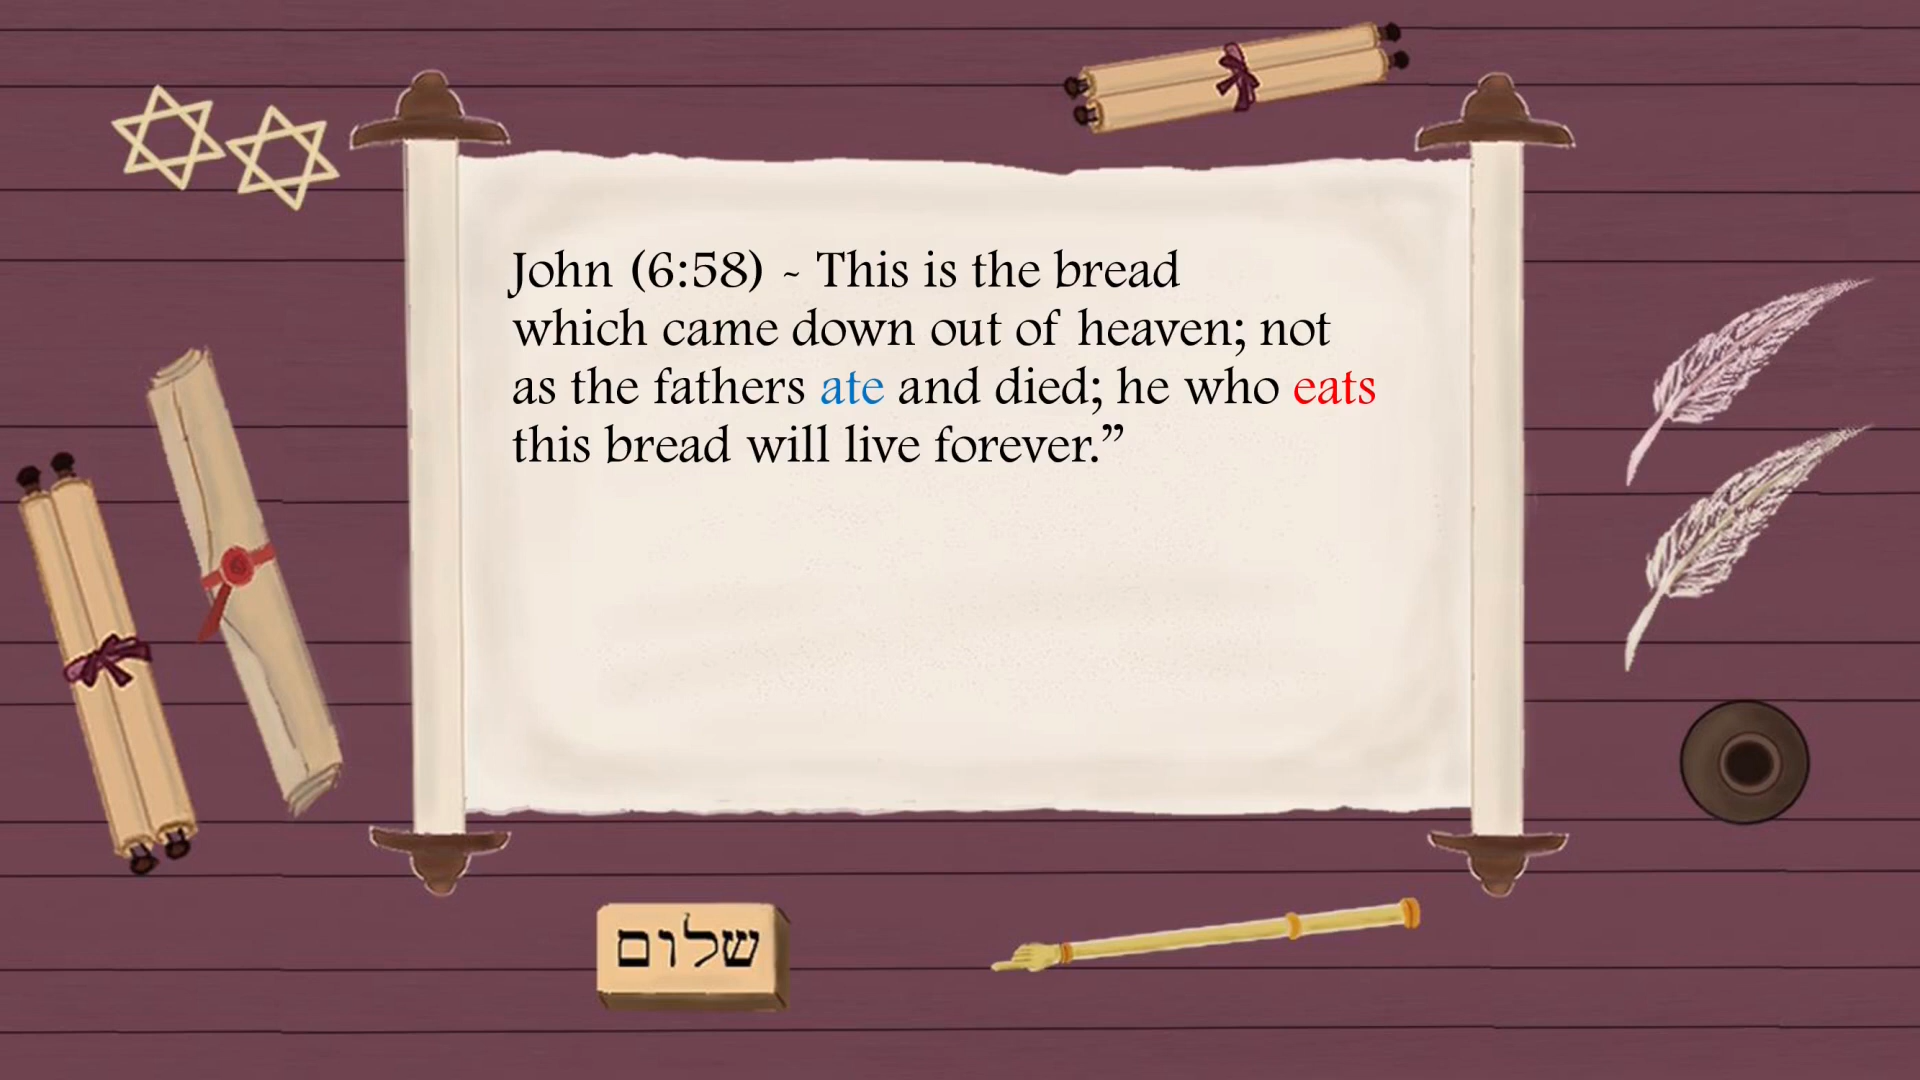 John (6:58) - This is the bread
which came down out of heaven; not
as the fathers ate and died; he who eats
this bread will live forever.”
שלום